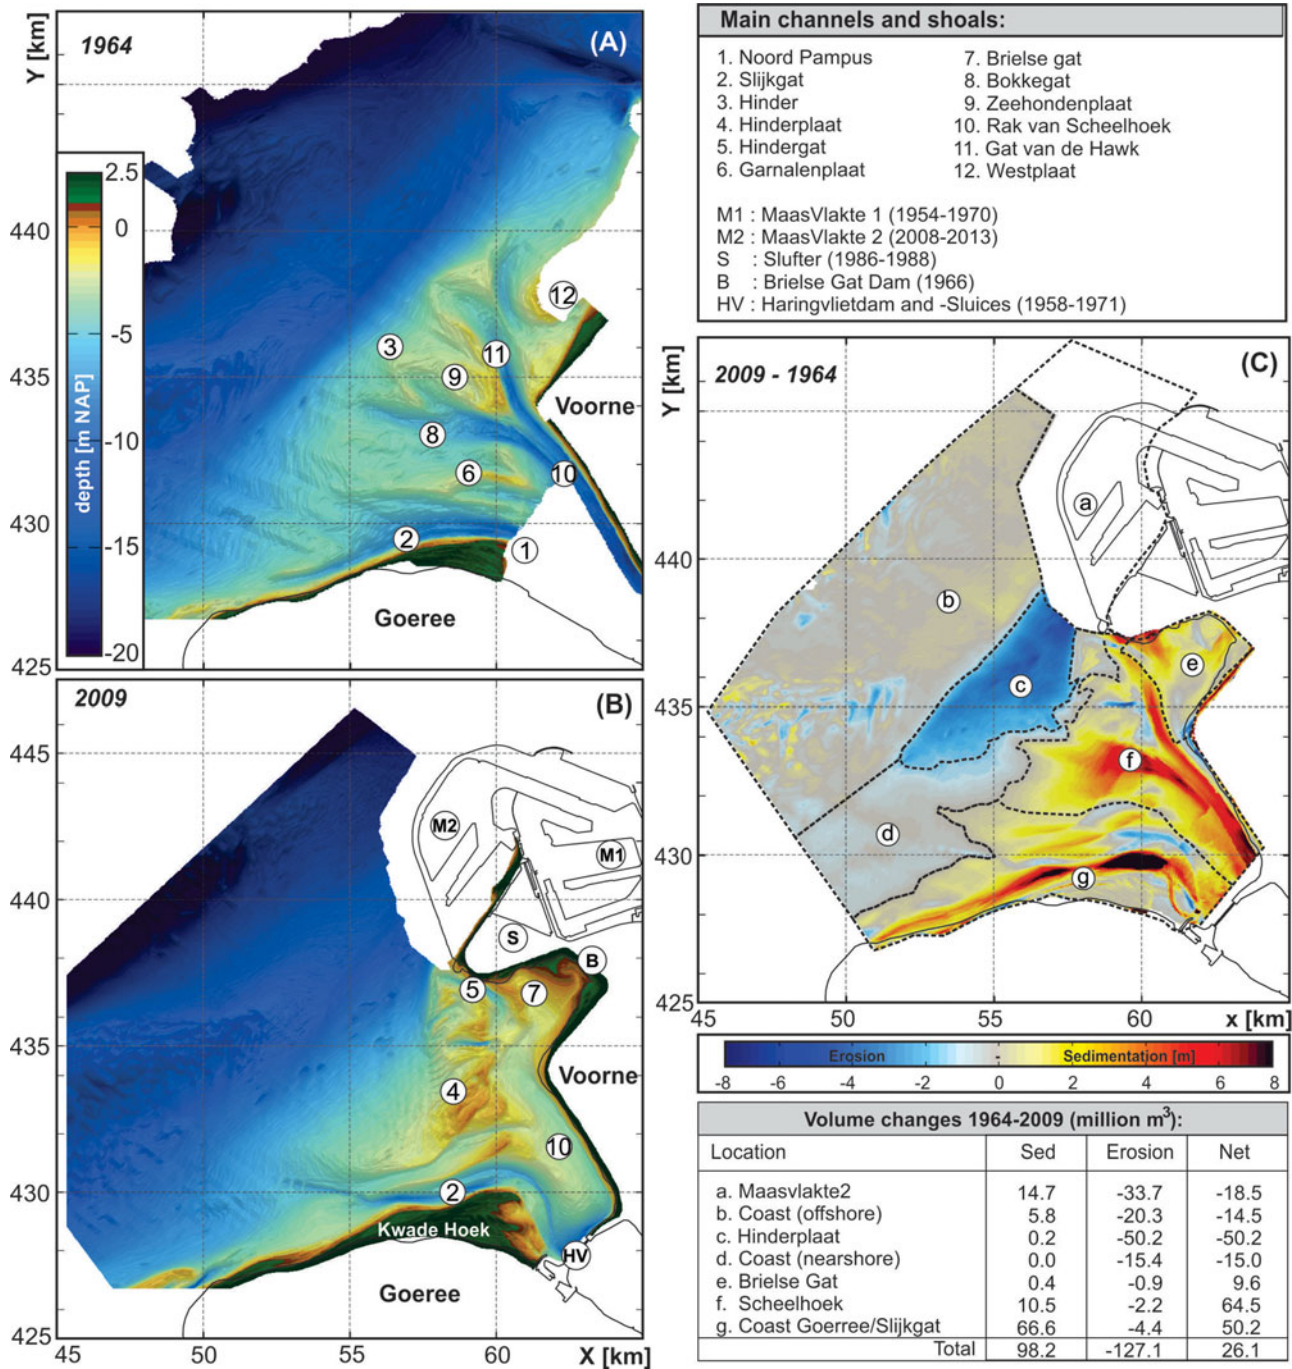 1964
(A)
Y [km]
2.5
0
-5
-10
-15
-20
depth [m NAP]
440
435
430
425
12
3
11
9
Voorne
8
6
10
2
1
Goeree
50
55
60
2009
(B)
Y [km]
M2
M1
S
B
5
7
4
Voorne
10
2
Kwade Hoek
HV
Goeree
445
440
435
430
425
45 50 55 60 X [km]
Main channels and shoals:
1. Noord Pampus
2. Slijkgat
3. Hinder
4. Hinderplaat
5. Hindergat
6. Garnalenplaat
7. Brielse gat
8. Bokkegat
9. Zeehondenplaat
10. Rak van Scheelhoek
11. Gat van de Hawk
12. Westplaat
M1 : MaasVlakte 1 (1954-1970)
M2 : MaasVlakte 2 (2008-2013)
S : Slufter (1986-1988)
B : Brielse Gat Dam (1966)
HV : Haringvlietdam and -Sluices (1958-1971)
2009 - 1964
(C)
Y [km]
a
b
e
c
f
d
g
440
435
430
425
45 50 55 60 x [km]
Erosion - Sedimentation [m]
-8 -6 -4 -2 0 2 4 6 8
Volume changes 1964-2009 (million m³):
Location Sed Erosion Net
a. Maasvlakte2 14.7 -33.7 -18.5
b. Coast (offshore) 5.8 -20.3 -14.5
c. Hinderplaat 0.2 -50.2 -50.2
d. Coast (nearshore) 0.0 -15.4 -15.0
e. Brielse Gat 0.4 -0.9 9.6
f. Scheelhoek 10.5 -2.2 64.5
g. Coast Goerree/Slijkgat 66.6 -4.4 50.2
Total 98.2 -127.1 26.1